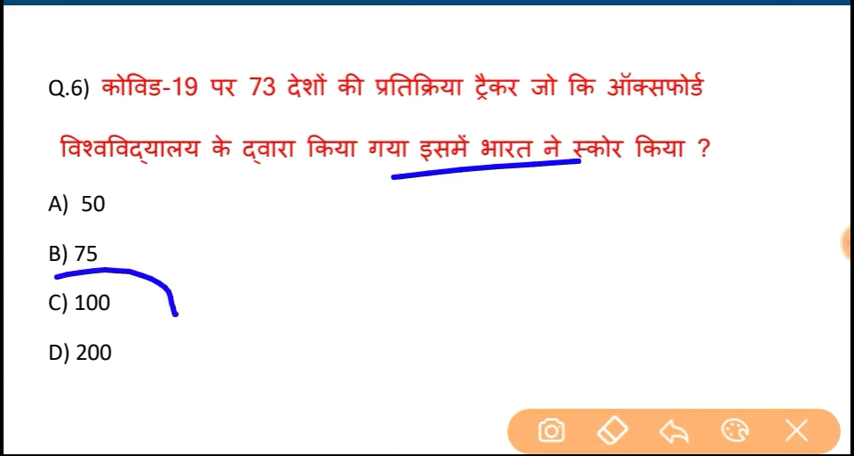 Q.6) कोविड-19 पर 73 देशों की प्रतिक्रिया ट्रैकर जो कि ऑक्सफोर्ड
विश्वविद्यालय के द्वारा किया गया इसमें भारत ने स्कोर किया ?
A) 50
B) 75
C) 100
D) 200